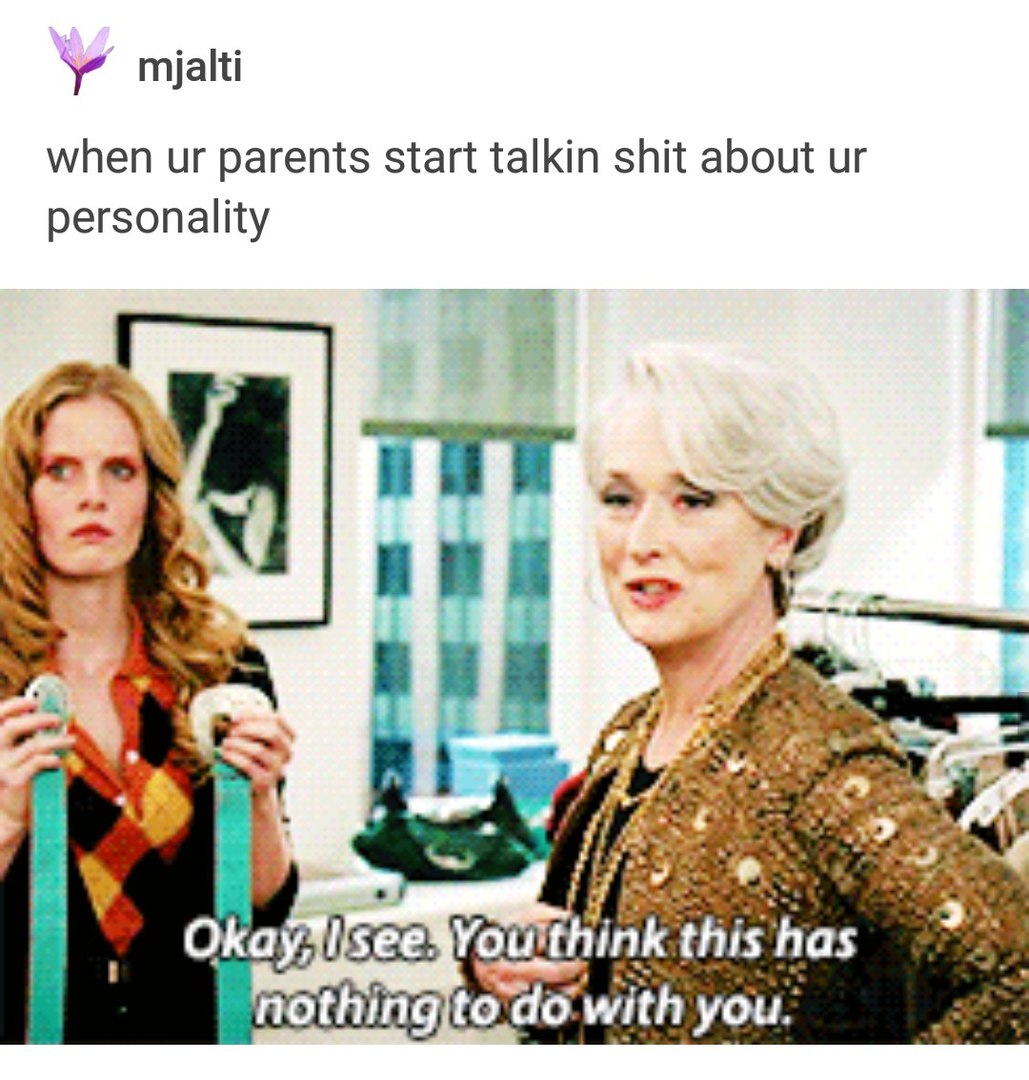 mjalti
when ur parents start talkin shit about ur
personality
Okay, I see. You think this has
nothing to do with you.